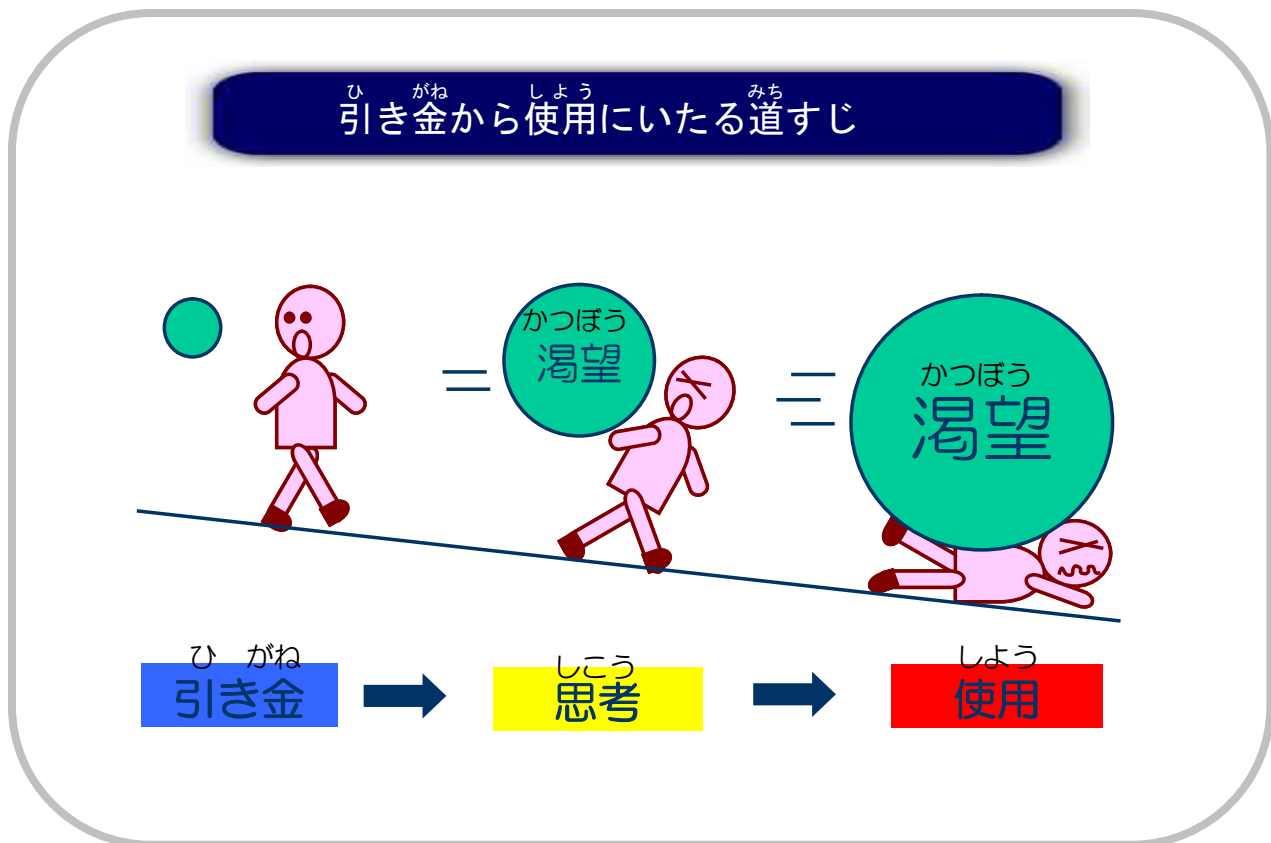 ひ がね しよう みち
引き金から使用にいたる道すじ
かつぼう
渇望
かつぼう
渇望
ひ がね
引き金
しこう
思考
しよう
使用